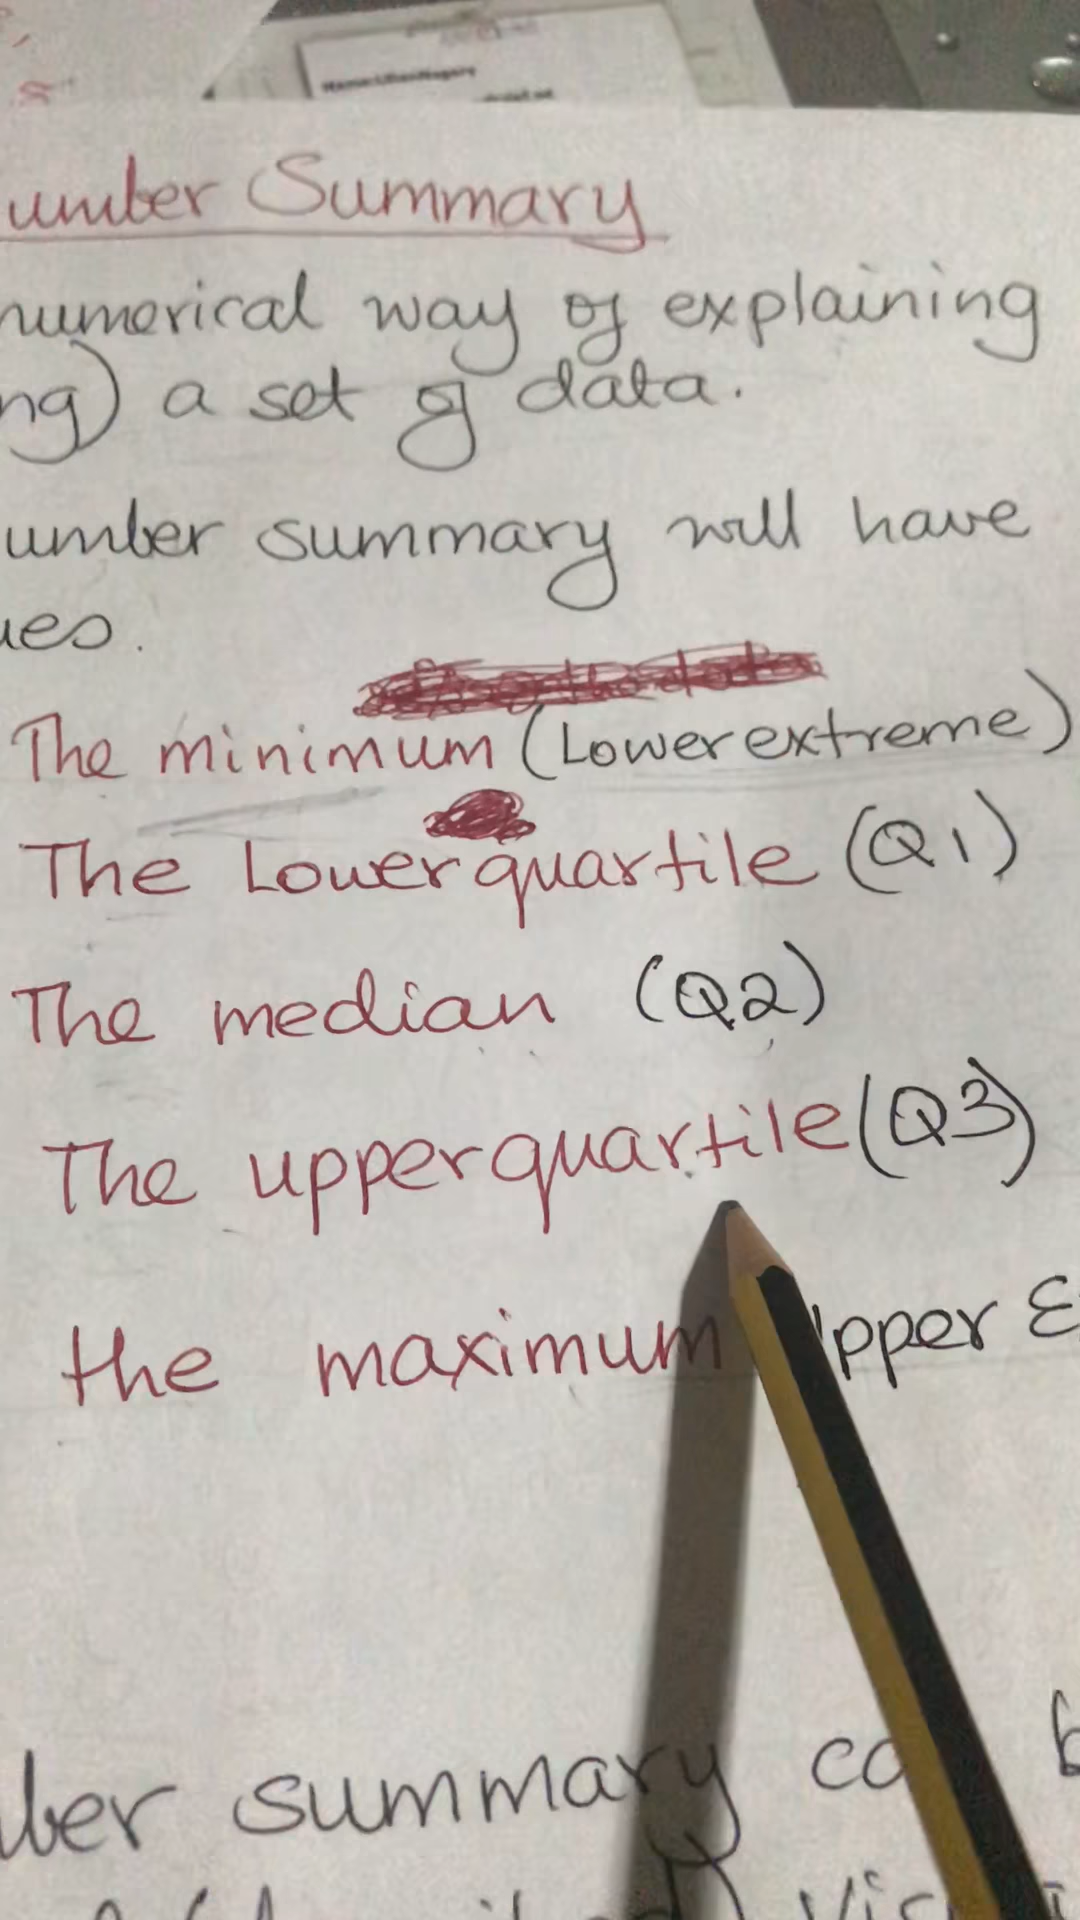 umber Summary
numerical way of explaining
ng) a set of data.
umber summary will have
ues.
The minimum (Lower extreme)
The Lower quartile (Q1)
The median (Q2)
The upper quartile (Q3)
the maximum pper E
ber summary